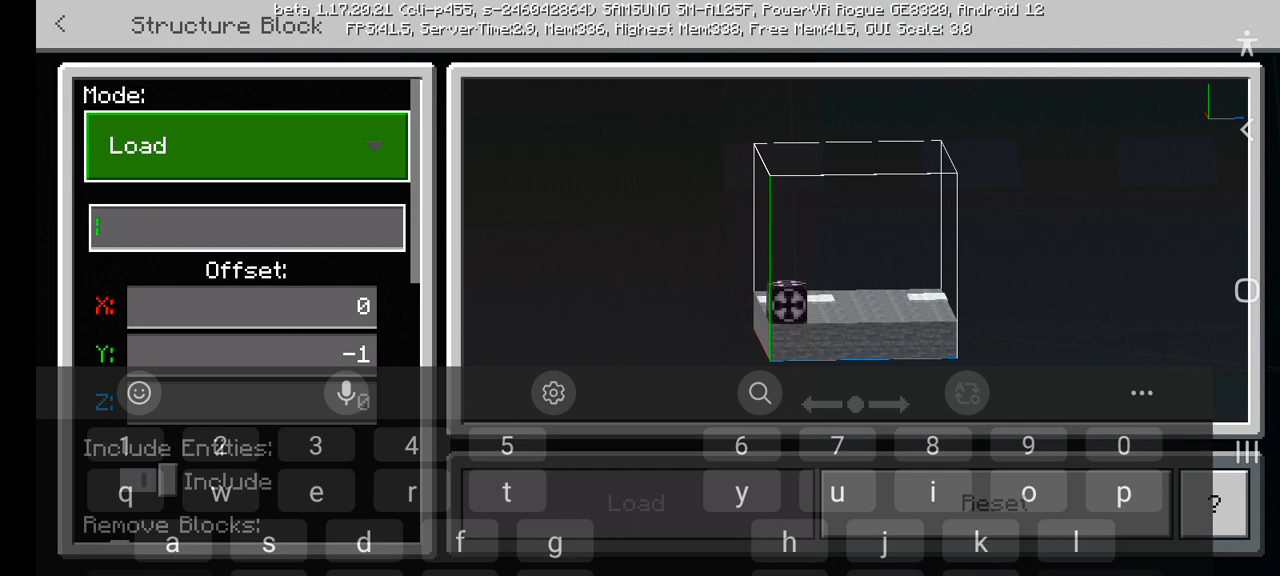 beta 1.17.20.21 (cli-p455, s-246042864) SAMSUNG SM-A125F, PowerVR Rogue GE8320, Android 12
FPS:41.5, ServerTime:2.9, Mem:336, Highest Mem:338, Free Mem:415, GUI Scale: 3.0
Structure Block
Mode:
Load
Offset:
X: 0
Y: -1
Z: 0
Include Entities:
Include
Remove Blocks:
Load
Reset
?
1 2 3 4 5 6 7 8 9 0
q w e r t y u i o p
a s d f g h j k l